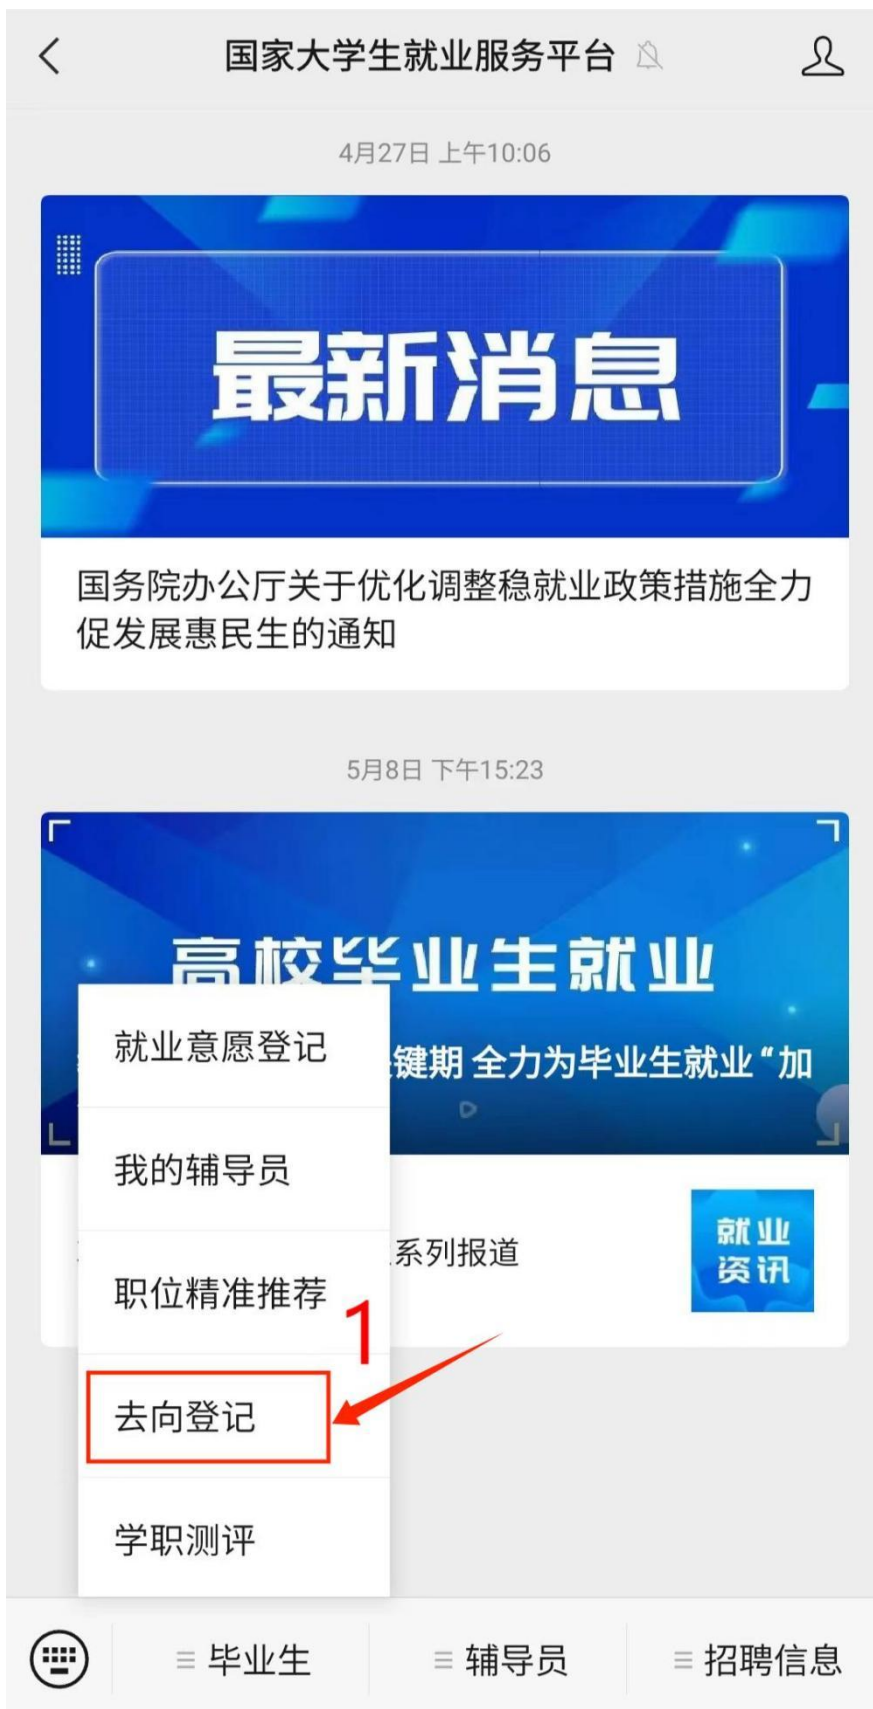 国家大学生就业服务平台
4月27日 上午10:06
最新消息
国务院办公厅关于优化调整稳就业政策措施全力
促发展惠民生的通知
5月8日 下午15:23
高校毕业生就业
键期 全力为毕业生就业“加
就业意愿登记
我的辅导员
系列报道
就业
资讯
职位精准推荐
1
去向登记
学职测评
毕业生
辅导员
招聘信息